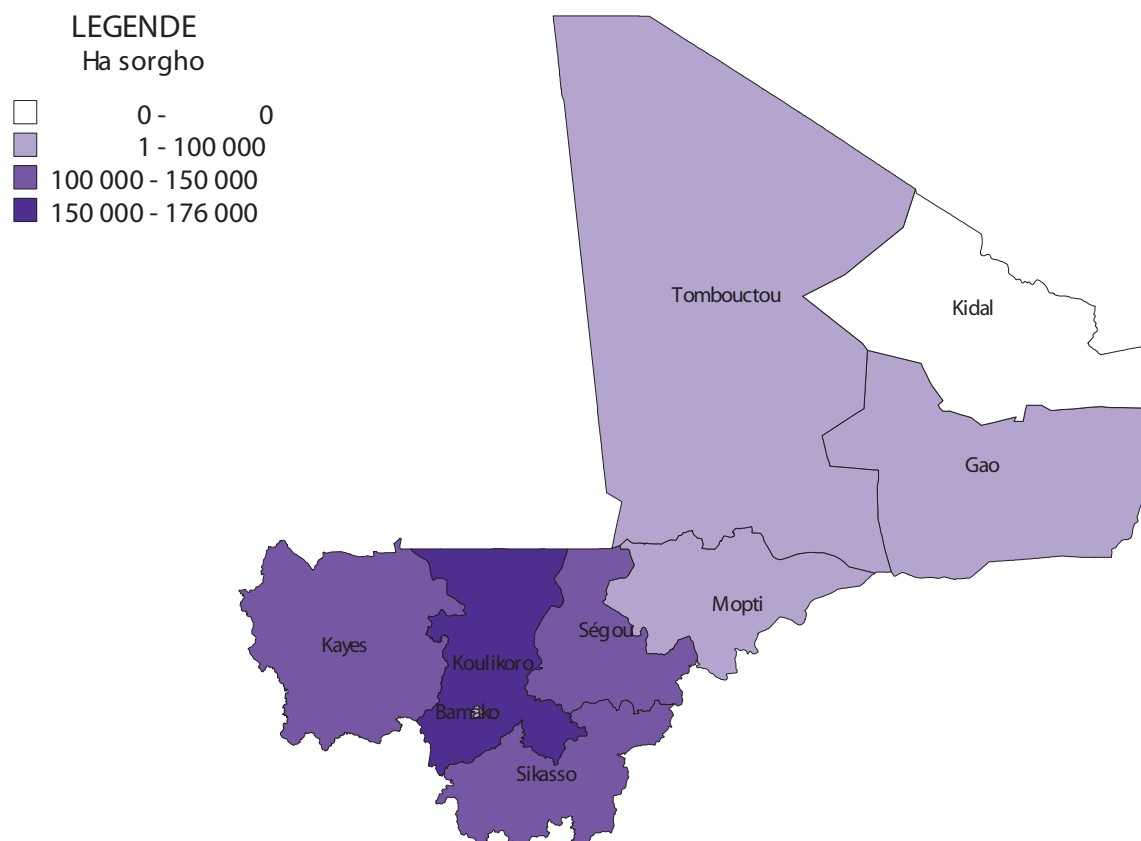 LEGENDE
Ha sorgho
0 - 0
1 - 100 000
100 000 - 150 000
150 000 - 176 000
Tombouctou
Kidal
Gao
Mopti
Ségou
Kayes
Koulikoro
Bamako
Sikasso